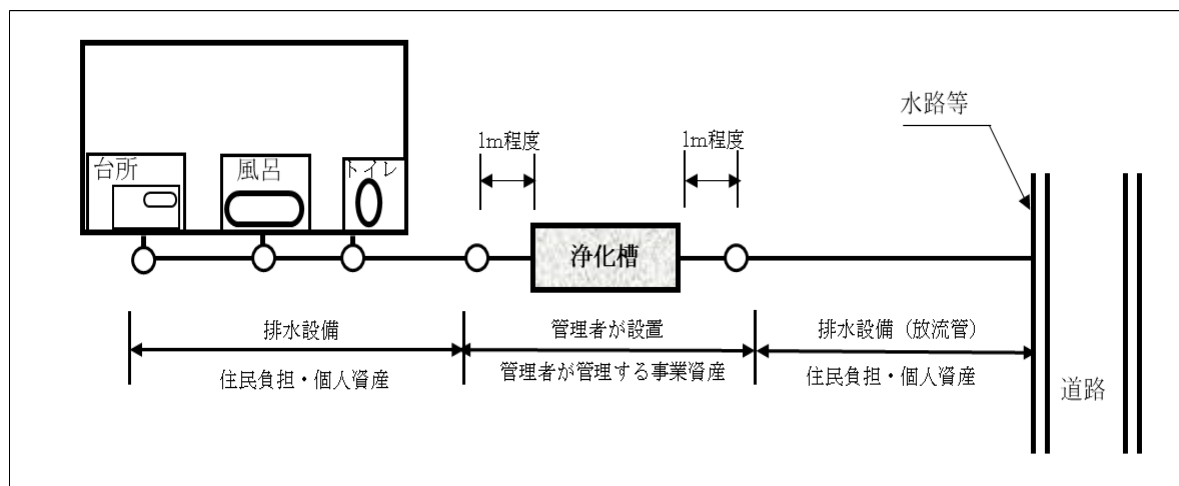 水路等
1m程度
1m程度
台所
風呂
トイレ
浄化槽
排水設備
管理者が設置
排水設備（放流管）
住民負担・個人資産
管理者が管理する事業資産
住民負担・個人資産
道路